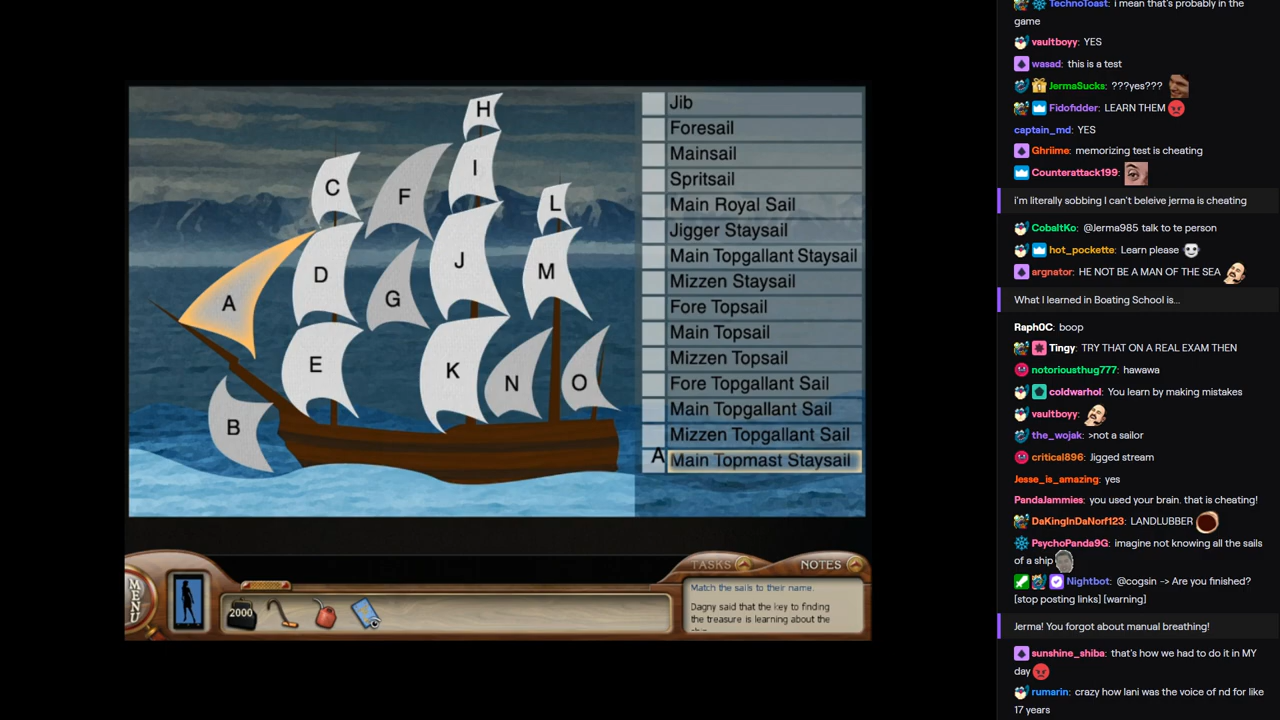 H
C
I
F
L
J
M
D
G
A
E
K
N
O
B
Jib
Foresail
Mainsail
Spritsail
Main Royal Sail
Jigger Staysail
Main Topgallant Staysail
Mizzen Staysail
Fore Topsail
Main Topsail
Mizzen Topsail
Fore Topgallant Sail
Main Topgallant Sail
Mizzen Topgallant Sail
A Main Topmast Staysail
MENU
2000
TASKS
NOTES
Match the sails to their name.
Dagny said that the key to finding
the treasure is learning about the
TechnoToast: i mean that's probably in the
game
vaultboyy: YES
wasad: this is a test
JermaSucks: ???yes???
Fidofidder: LEARN THEM
captain_md: YES
Ghriime: memorizing test is cheating
Counterattack199:
i'm literally sobbing I can't beleive jerma is cheating
CobaltKo: @Jerma985 talk to te person
hot_pockette: Learn please
argnator: HE NOT BE A MAN OF THE SEA
What I learned in Boating School is...
Raph0C: boop
Tingy: TRY THAT ON A REAL EXAM THEN
notoriousthug777: hawawa
coldwarhol: You learn by making mistakes
vaultboyy:
the_wojak: >not a sailor
critical896: Jigged stream
Jesse_is_amazing: yes
PandaJammies: you used your brain. that is cheating!
DaKingInDaNorf123: LANDLUBBER
PsychoPanda9G: imagine not knowing all the sails
of a ship
Nightbot: @cogsin -> Are you finished?
[stop posting links] [warning]
Jerma! You forgot about manual breathing!
sunshine_shiba: that's how we had to do it in MY
day
rumarin: crazy how lani was the voice of nd for like
17 years